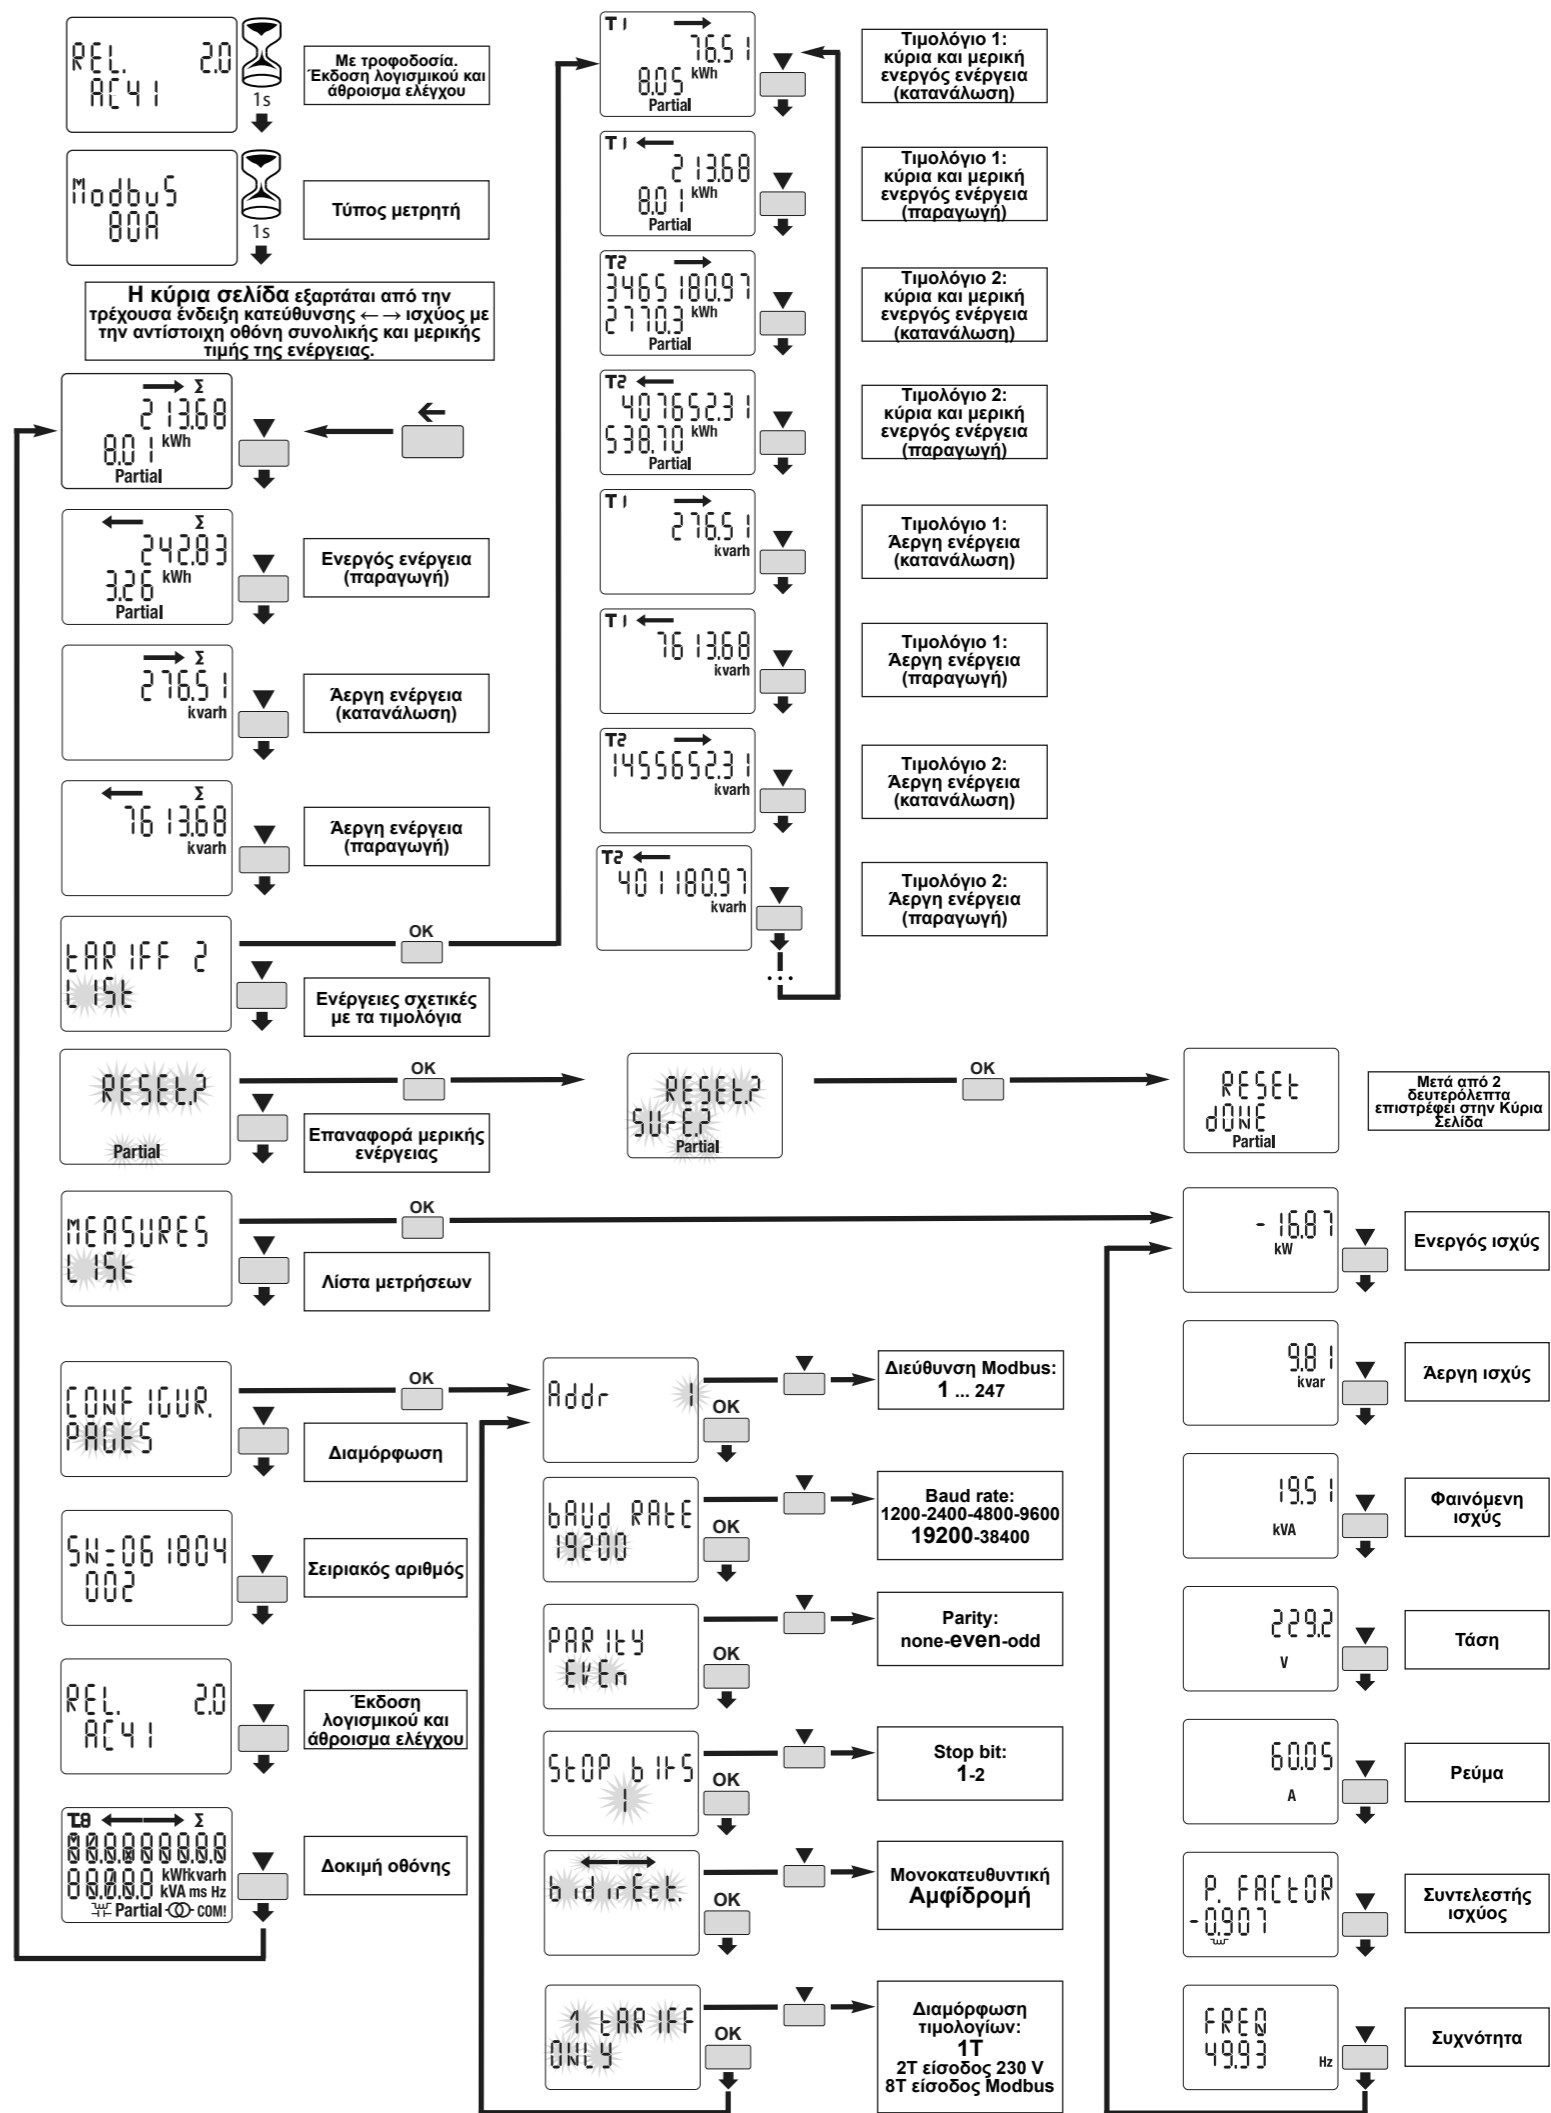 REL. 2.0
AC41
1s
Με τροφοδοσία.
Έκδοση λογισμικού και
άθροισμα ελέγχου
Modbus
80A
1s
Τύπος μετρητή
Η κύρια σελίδα εξαρτάται από την
τρέχουσα ένδειξη κατεύθυνσης ←→ ισχύος με
την αντίστοιχη οθόνη συνολικής και μερικής
τιμής της ενέργειας.
→ Σ
213.68
8.01 kWh
Partial
←
← Σ
242.83
3.26 kWh
Partial
Ενεργός ενέργεια
(παραγωγή)
→ Σ
276.51
kvarh
Άεργη ενέργεια
(κατανάλωση)
← Σ
7613.68
kvarh
Άεργη ενέργεια
(παραγωγή)
tARIFF 2
LISt
OK
Ενέργειες σχετικές
με τα τιμολόγια
T1 →
76.51
8.05 kWh
Partial
Τιμολόγιο 1:
κύρια και μερική
ενεργός ενέργεια
(κατανάλωση)
T1 ←
213.68
8.01 kWh
Partial
Τιμολόγιο 1:
κύρια και μερική
ενεργός ενέργεια
(παραγωγή)
T2 →
3465180.97
2770.3 kWh
Partial
Τιμολόγιο 2:
κύρια και μερική
ενεργός ενέργεια
(κατανάλωση)
T2 ←
407652.31
538.70 kWh
Partial
Τιμολόγιο 2:
κύρια και μερική
ενεργός ενέργεια
(παραγωγή)
T1 →
276.51
kvarh
Τιμολόγιο 1:
Άεργη ενέργεια
(κατανάλωση)
T1 ←
7613.68
kvarh
Τιμολόγιο 1:
Άεργη ενέργεια
(παραγωγή)
T2 →
1455652.31
kvarh
Τιμολόγιο 2:
Άεργη ενέργεια
(κατανάλωση)
T2 ←
401180.97
kvarh
Τιμολόγιο 2:
Άεργη ενέργεια
(παραγωγή)
...
RESEt.?
Partial
OK
Επαναφορά μερικής
ενέργειας
RESEt.?
SUrE.?
Partial
OK
RESEt
dONE
Partial
Μετά από 2
δευτερόλεπτα
επιστρέφει στην Κύρια
Σελίδα
MEASURES
LISt
OK
Λίστα μετρήσεων
-16.87
kW
Ενεργός ισχύς
9.81
kvar
Άεργη ισχύς
19.51
kVA
Φαινόμενη
ισχύς
229.2
V
Τάση
60.05
A
Ρεύμα
P. FACtOR
-0.907
Συντελεστής
ισχύος
FREQ
49.93 Hz
Συχνότητα
CONFIGUR.
PAGES
OK
Διαμόρφωση
Addr 1
OK
Διεύθυνση Modbus:
1 ... 247
bAUd RAtE
19200
OK
Baud rate:
1200-2400-4800-9600
19200-38400
PARItY
EVEn
OK
Parity:
none-even-odd
StOP bItS
1
OK
Stop bit:
1-2
bidirEct.
OK
Μονοκατευθυντική
Αμφίδρομή
1 tARIFF
ONLY
OK
Διαμόρφωση
τιμολογίων:
1T
2T είσοδος 230 V
8T είσοδος Modbus
SN:061804
002
Σειριακός αριθμός
REL. 2.0
AC41
Έκδοση
λογισμικού και
άθροισμα ελέγχου
T.8 ←→ Σ
kWhkvarh
kVA ms Hz
Partial COM!
Δοκιμή οθόνης